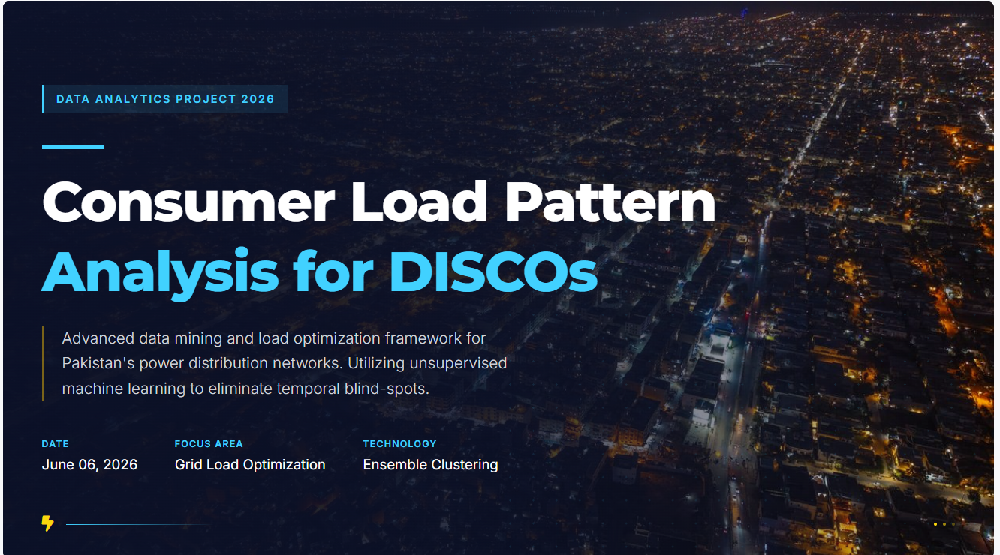 DATA ANALYTICS PROJECT 2026
Consumer Load Pattern
Analysis for DISCOs
Advanced data mining and load optimization framework for
Pakistan's power distribution networks. Utilizing unsupervised
machine learning to eliminate temporal blind-spots.
DATE
June 06, 2026
FOCUS AREA
Grid Load Optimization
TECHNOLOGY
Ensemble Clustering